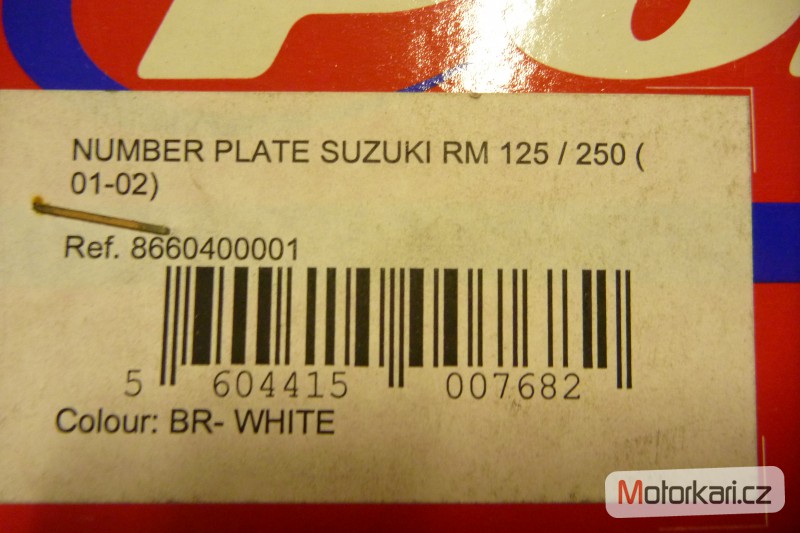 NUMBER PLATE SUZUKI RM 125 / 250 (
01-02)
Ref. 8660400001
5 604415 007682
Colour: BR- WHITE
Motorkari.cz